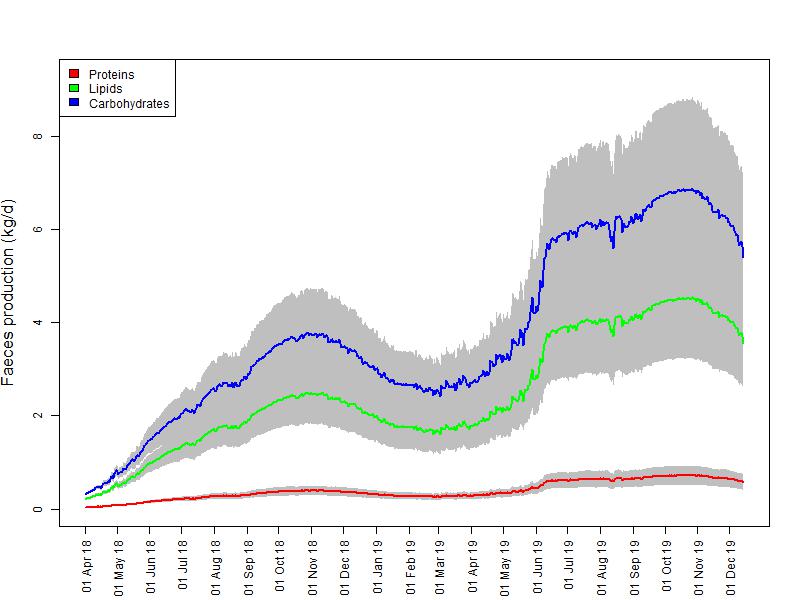 Proteins
Lipids
Carbohydrates
Faeces production (kg/d)
8
6
4
2
0
01 Apr 18
01 May 18
01 Jun 18
01 Jul 18
01 Aug 18
01 Sep 18
01 Oct 18
01 Nov 18
01 Dec 18
01 Jan 19
01 Feb 19
01 Mar 19
01 Apr 19
01 May 19
01 Jun 19
01 Jul 19
01 Aug 19
01 Sep 19
01 Oct 19
01 Nov 19
01 Dec 19